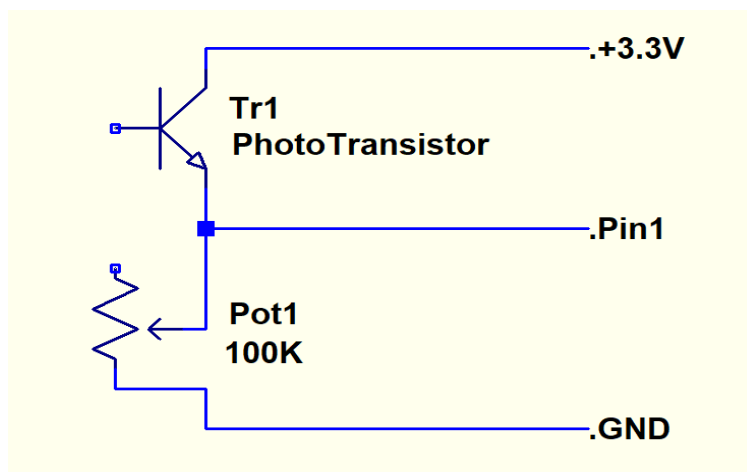 .+3.3V
Tr1
PhotoTransistor
.Pin1
Pot1
100K
.GND